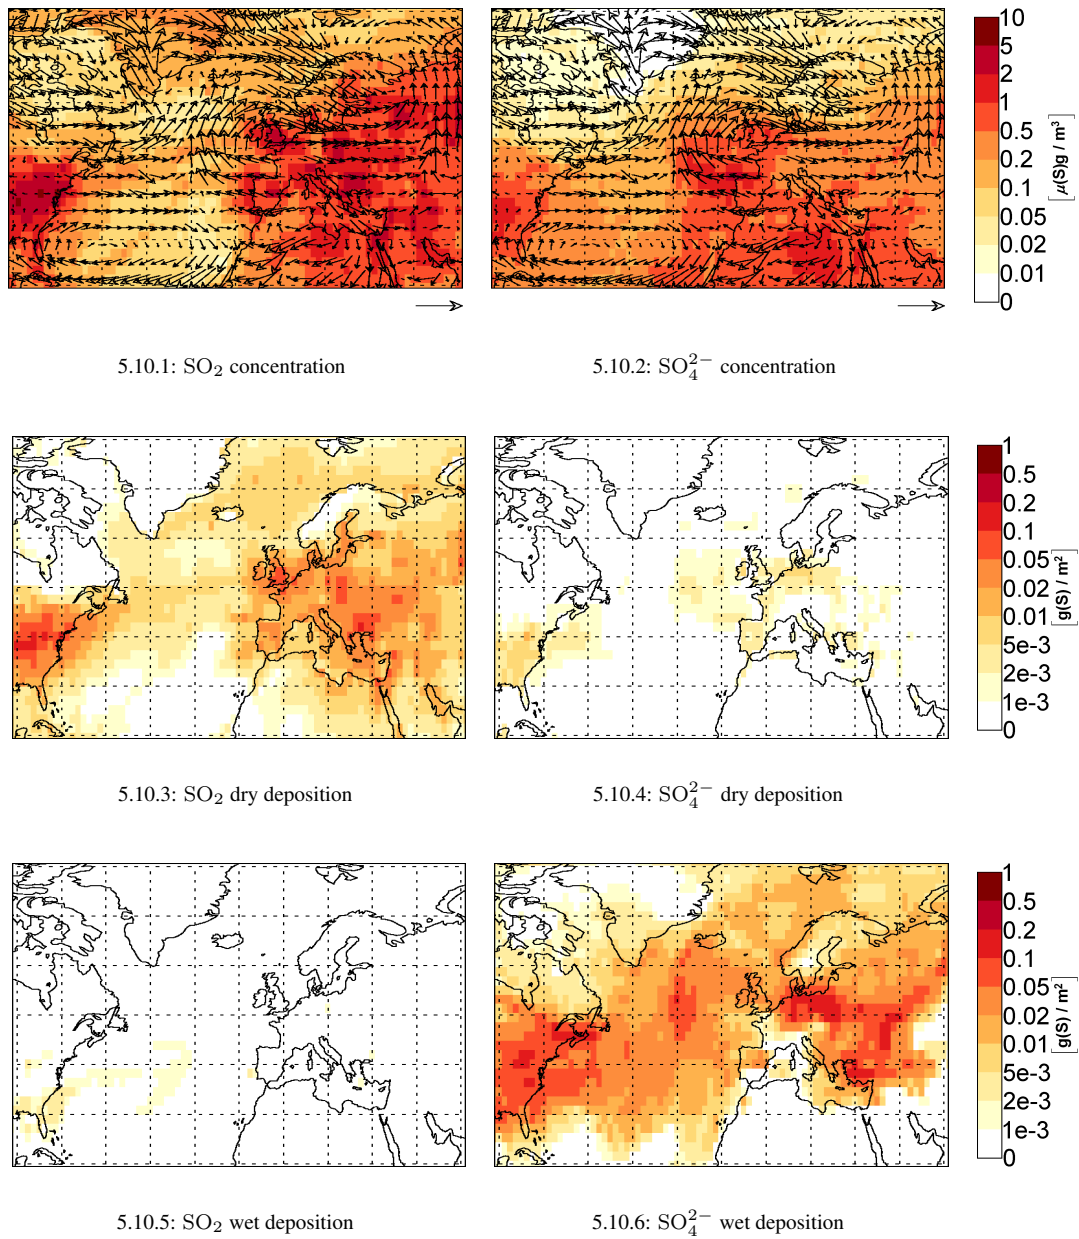 10
5
2
1
0.5
0.2
0.1
0.05
0.02
0.01
0
[μ(S)g / m³]
5.10.1: SO₂ concentration
5.10.2: SO₄²⁻ concentration
1
0.5
0.2
0.1
0.05
0.02
0.01
5e-3
2e-3
1e-3
0
[g(S) / m²]
5.10.3: SO₂ dry deposition
5.10.4: SO₄²⁻ dry deposition
1
0.5
0.2
0.1
0.05
0.02
0.01
5e-3
2e-3
1e-3
0
[g(S) / m²]
5.10.5: SO₂ wet deposition
5.10.6: SO₄²⁻ wet deposition